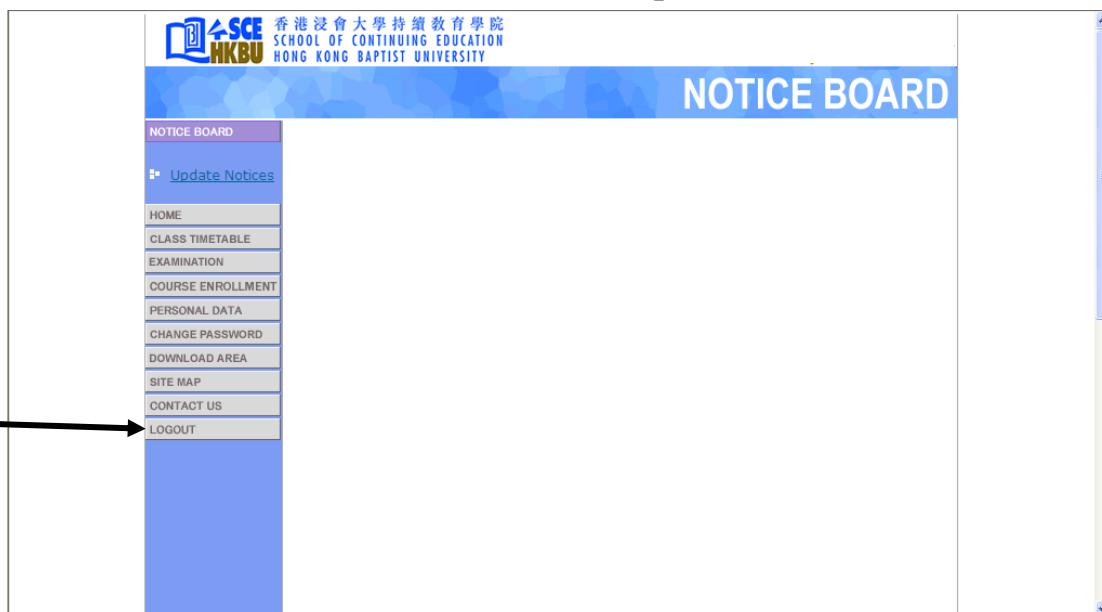 SCE
HKBU
香港浸會大學持續教育學院
SCHOOL OF CONTINUING EDUCATION
HONG KONG BAPTIST UNIVERSITY
NOTICE BOARD
NOTICE BOARD
Update Notices
HOME
CLASS TIMETABLE
EXAMINATION
COURSE ENROLLMENT
PERSONAL DATA
CHANGE PASSWORD
DOWNLOAD AREA
SITE MAP
CONTACT US
LOGOUT